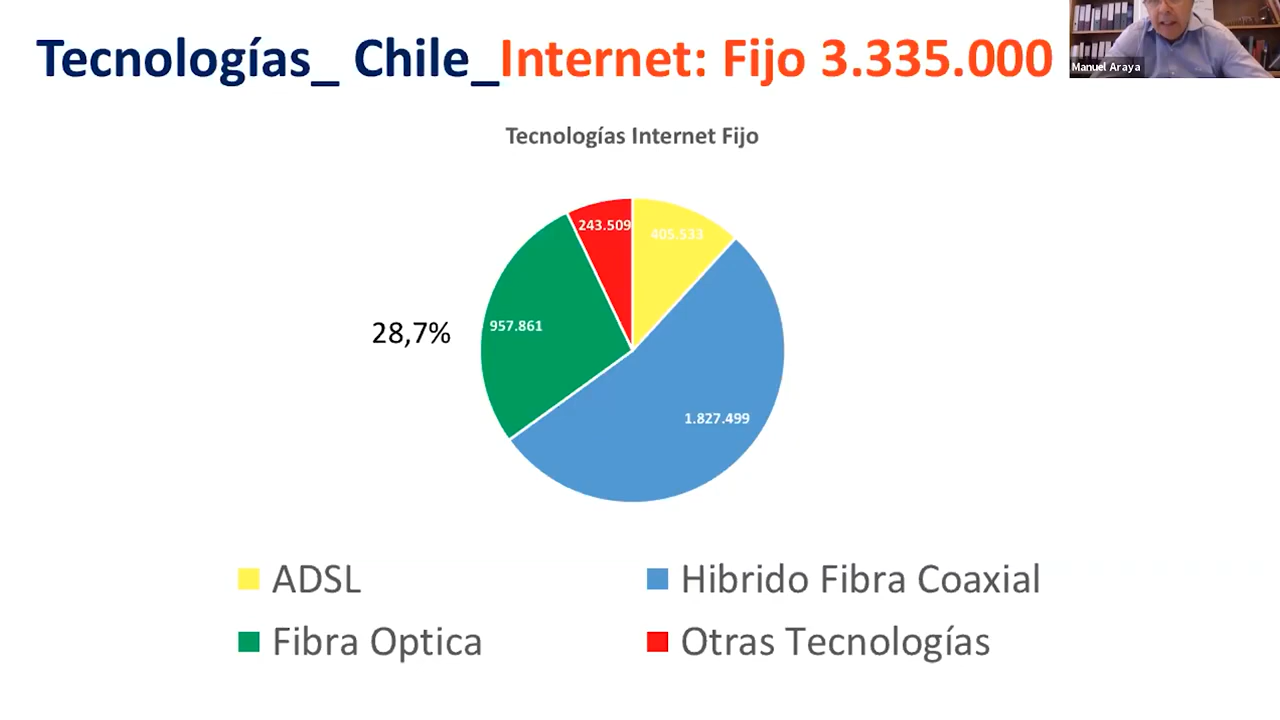 Tecnologías_ Chile_Internet: Fijo 3.335.000
Manuel Araya
Tecnologías Internet Fijo
243.509
405.533
957.861
28,7%
1.827.499
ADSL
Hibrido Fibra Coaxial
Fibra Optica
Otras Tecnologías